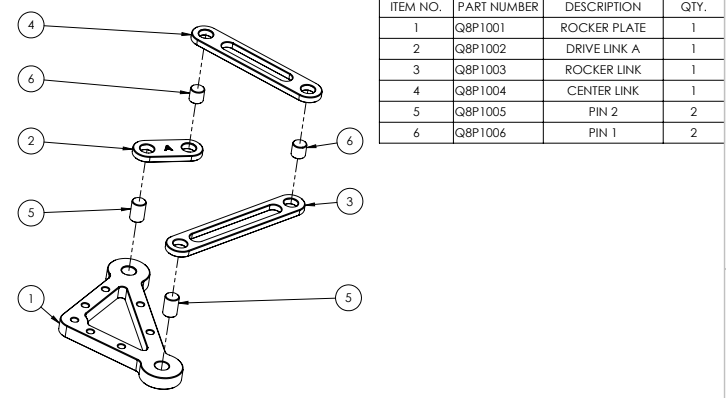 ITEM NO. PART NUMBER DESCRIPTION QTY.
1 Q8P1001 ROCKER PLATE 1
2 Q8P1002 DRIVE LINK A 1
3 Q8P1003 ROCKER LINK 1
4 Q8P1004 CENTER LINK 1
5 Q8P1005 PIN 2 2
6 Q8P1006 PIN 1 2
4
6
2
A
6
5
3
1
5